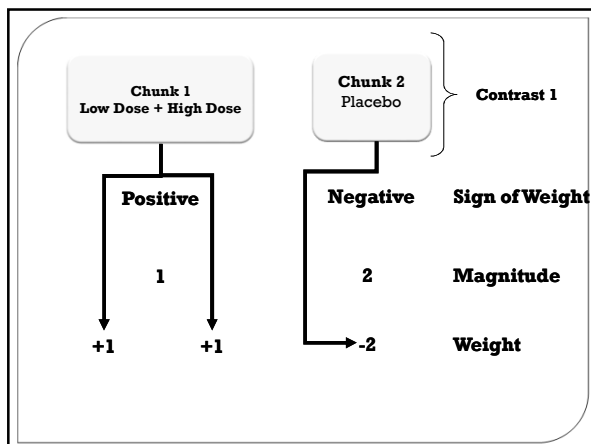 Chunk 1
Low Dose + High Dose
Chunk 2
Placebo
Contrast 1
Positive
Negative
Sign of Weight
1
2
Magnitude
+1
+1
-2
Weight